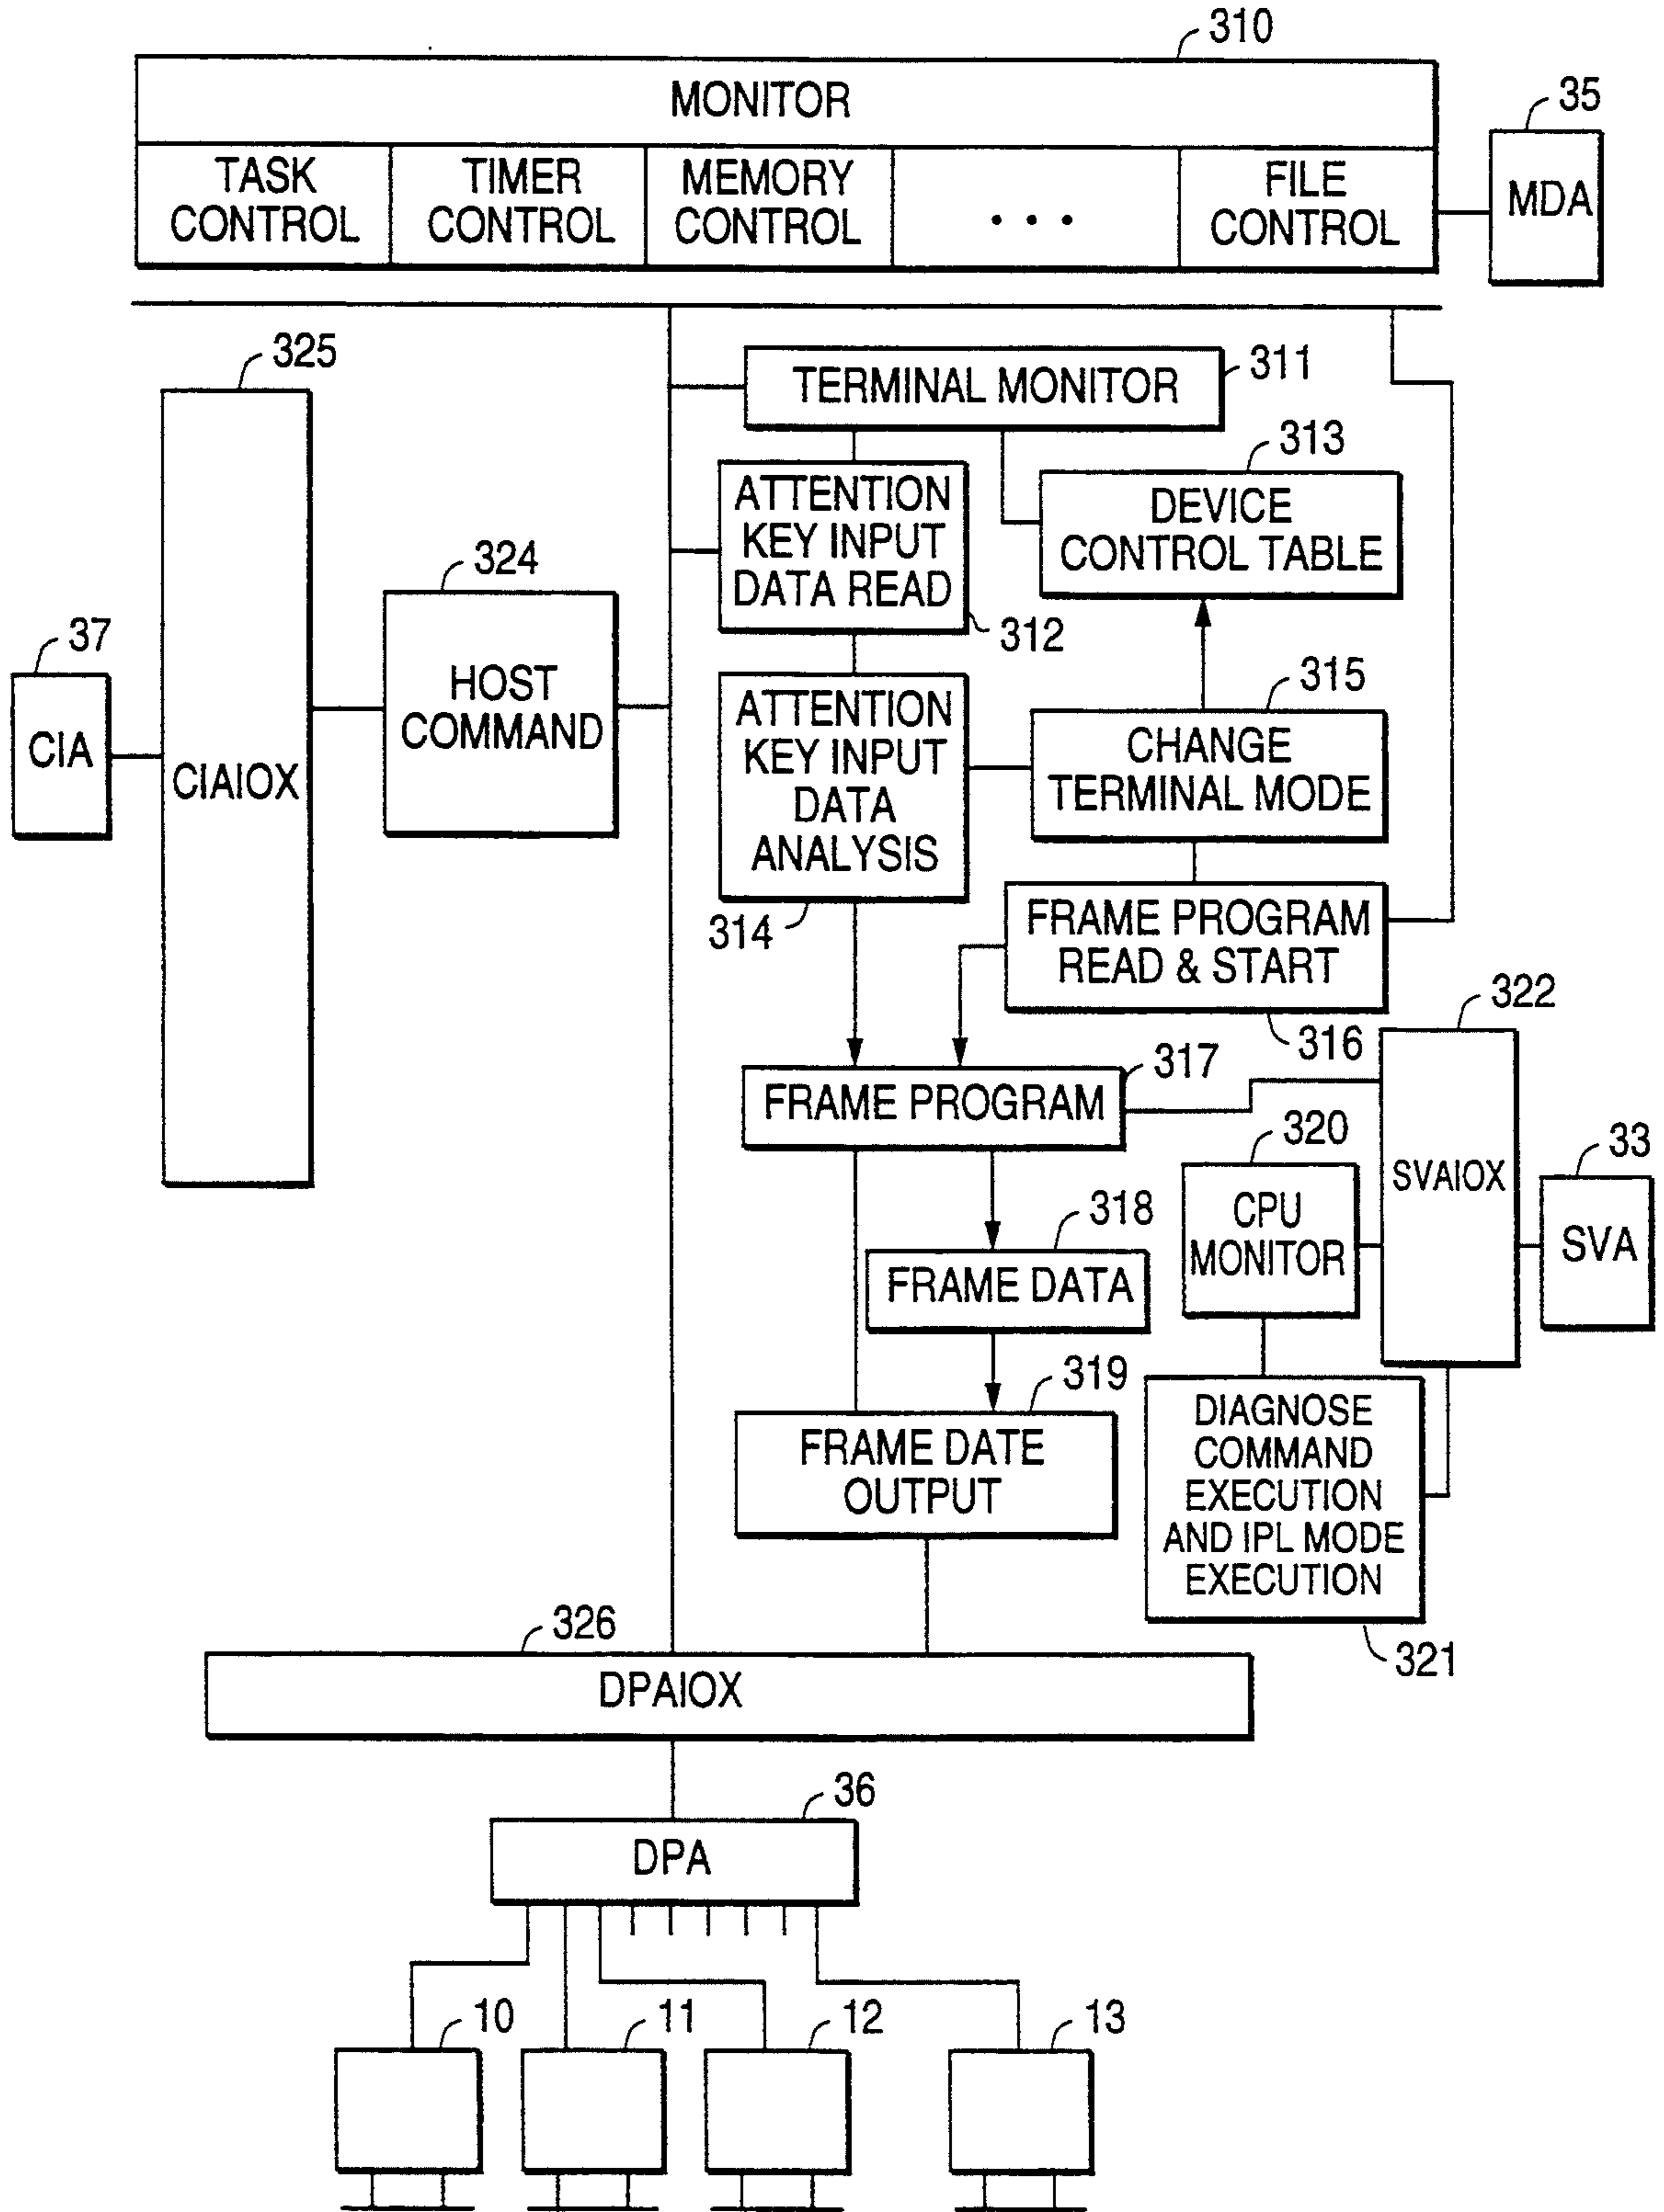 310
MONITOR
35
TASK
CONTROL
TIMER
CONTROL
MEMORY
CONTROL
...
FILE
CONTROL
MDA
325
TERMINAL MONITOR
311
313
ATTENTION
KEY INPUT
DATA READ
312
DEVICE
CONTROL TABLE
324
37
CIA
CIAIOX
HOST
COMMAND
ATTENTION
KEY INPUT
DATA
ANALYSIS
314
315
CHANGE
TERMINAL MODE
FRAME PROGRAM
READ & START
316
322
317
FRAME PROGRAM
320
33
CPU
MONITOR
SVAIOX
SVA
318
FRAME DATA
319
FRAME DATE
OUTPUT
DIAGNOSE
COMMAND
EXECUTION
AND IPL MODE
EXECUTION
321
326
DPAIOX
36
DPA
10
11
12
13